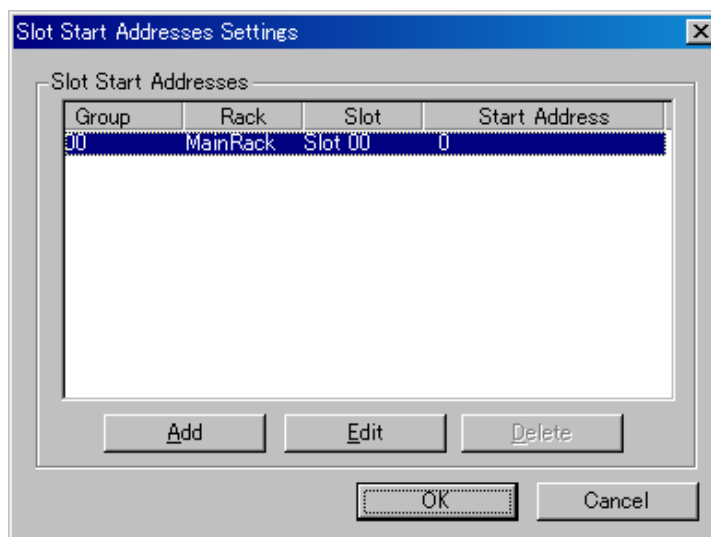 Slot Start Addresses Settings
Slot Start Addresses
Group Rack Slot Start Address
00 MainRack Slot 00 0
Add Edit Delete
OK Cancel